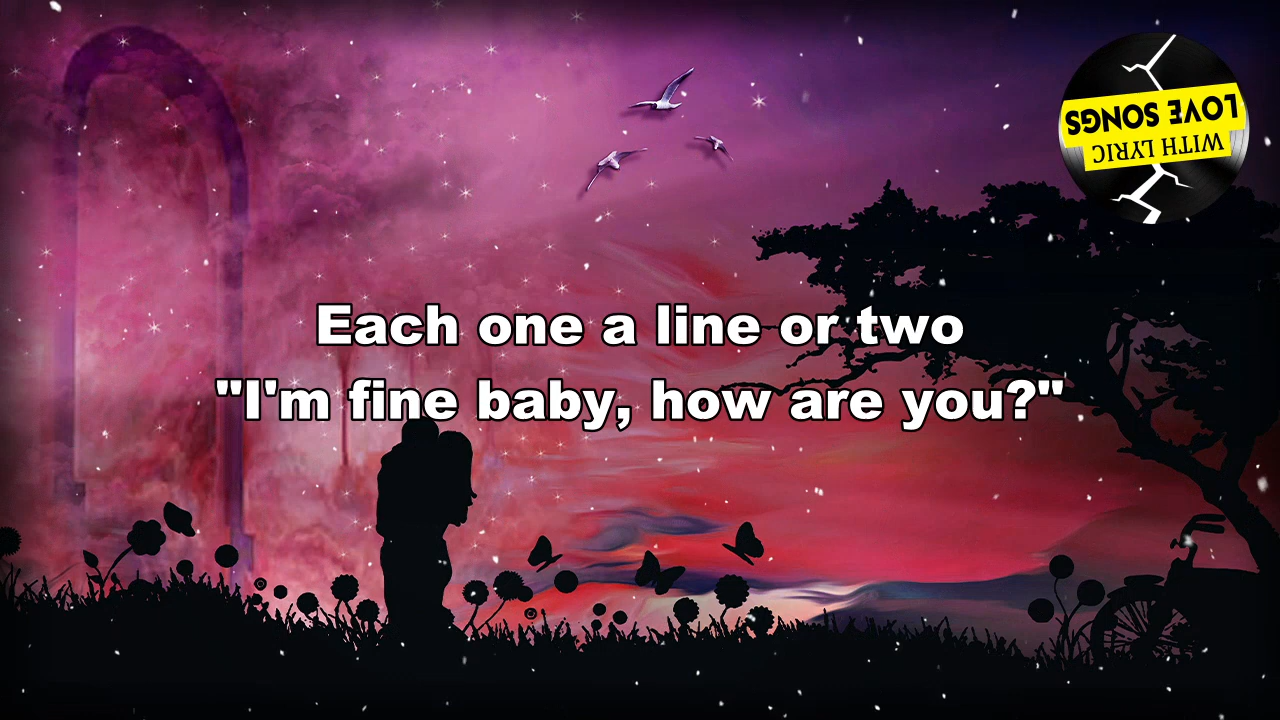 Each one a line or two
"I'm fine baby, how are you?"
LOVE SONGS
WITH LYRIC